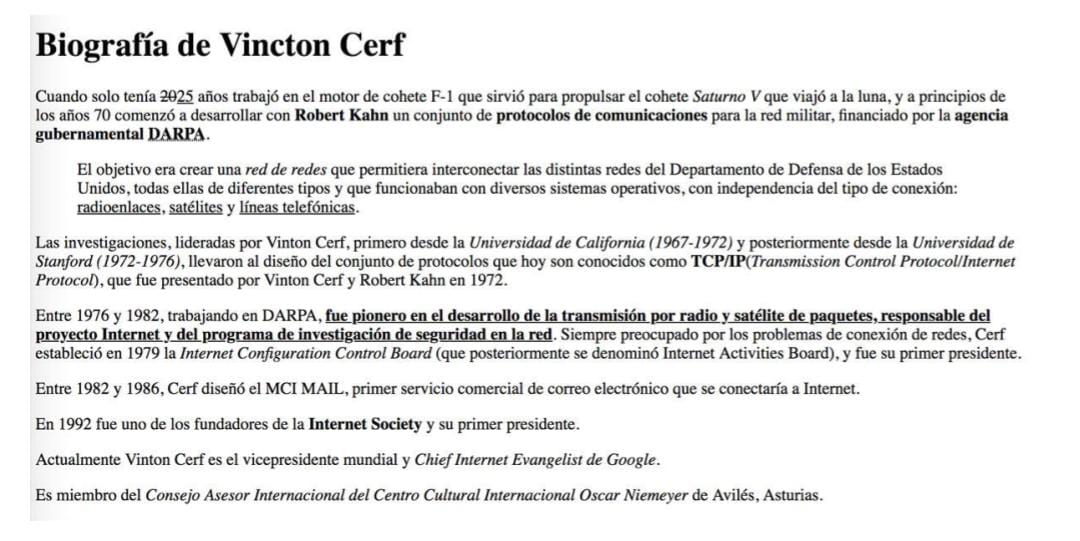 Biografía de Vincton Cerf
Cuando solo tenía 2025 años trabajó en el motor de cohete F-1 que sirvió para propulsar el cohete Saturno V que viajó a la luna, y a principios de
los años 70 comenzó a desarrollar con Robert Kahn un conjunto de protocolos de comunicaciones para la red militar, financiado por la agencia
gubernamental DARPA.
El objetivo era crear una red de redes que permitiera interconectar las distintas redes del Departamento de Defensa de los Estados
Unidos, todas ellas de diferentes tipos y que funcionaban con diversos sistemas operativos, con independencia del tipo de conexión:
radioenlaces, satélites y líneas telefónicas.
Las investigaciones, lideradas por Vinton Cerf, primero desde la Universidad de California (1967-1972) y posteriormente desde la Universidad de
Stanford (1972-1976), llevaron al diseño del conjunto de protocolos que hoy son conocidos como TCP/IP(Transmission Control Protocol/Internet
Protocol), que fue presentado por Vinton Cerf y Robert Kahn en 1972.
Entre 1976 y 1982, trabajando en DARPA, fue pionero en el desarrollo de la transmisión por radio y satélite de paquetes, responsable del
proyecto Internet y del programa de investigación de seguridad en la red. Siempre preocupado por los problemas de conexión de redes, Cerf
estableció en 1979 la Internet Configuration Control Board (que posteriormente se denominó Internet Activities Board), y fue su primer presidente.
Entre 1982 y 1986, Cerf diseñó el MCI MAIL, primer servicio comercial de correo electrónico que se conectaría a Internet.
En 1992 fue uno de los fundadores de la Internet Society y su primer presidente.
Actualmente Vinton Cerf es el vicepresidente mundial y Chief Internet Evangelist de Google.
Es miembro del Consejo Asesor Internacional del Centro Cultural Internacional Oscar Niemeyer de Avilés, Asturias.